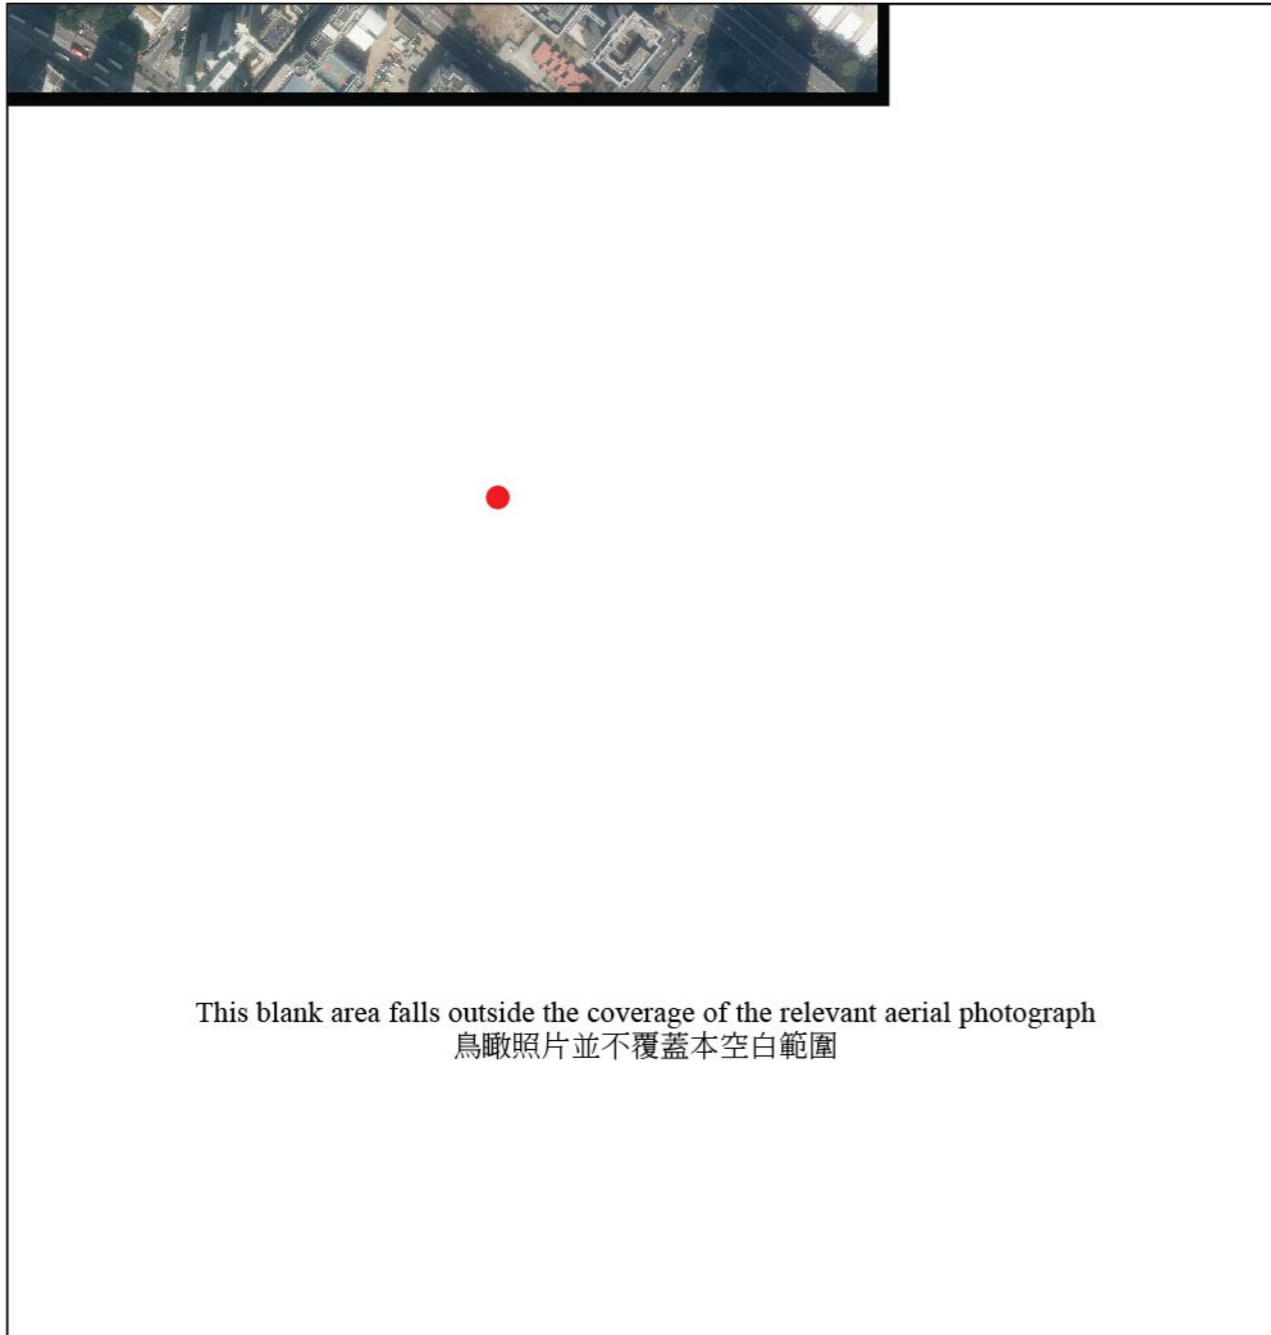 This blank area falls outside the coverage of the relevant aerial photograph
鳥瞰照片並不覆蓋本空白範圍